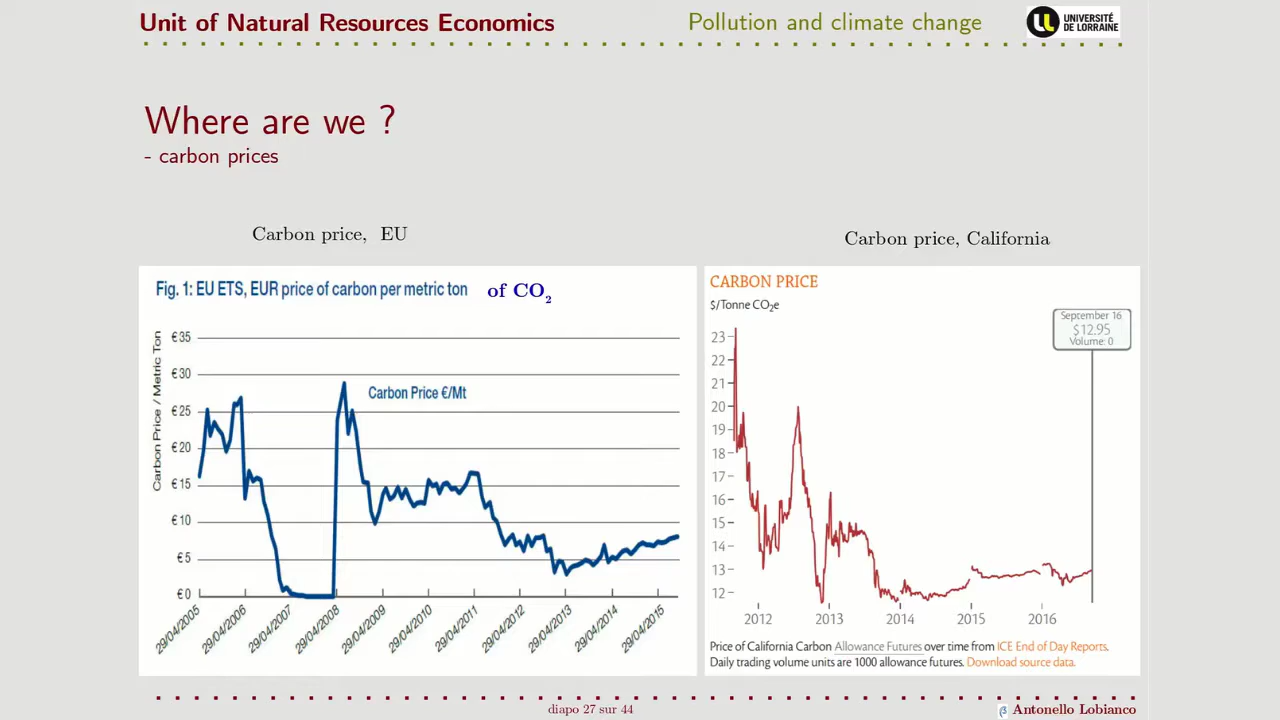 Unit of Natural Resources Economics
Pollution and climate change
UNIVERSITÉ
DE LORRAINE
Where are we ?
- carbon prices
Carbon price, EU
Carbon price, California
Fig. 1: EU ETS, EUR price of carbon per metric ton of CO2
Carbon Price / Metric Ton
€35
€30
€25
€20
€15
€10
€5
€0
Carbon Price €/Mt
29/04/2005
29/04/2006
29/04/2007
29/04/2008
29/04/2009
29/04/2010
29/04/2011
29/04/2012
29/04/2013
29/04/2014
29/04/2015
CARBON PRICE
$/Tonne CO2e
September 16
$12.95
Volume: 0
23
22
21
20
19
18
17
16
15
14
13
12
2012
2013
2014
2015
2016
Price of California Carbon Allowance Futures over time from ICE End of Day Reports.
Daily trading volume units are 1000 allowance futures. Download source data.
diapo 27 sur 44
β Antonello Lobianco